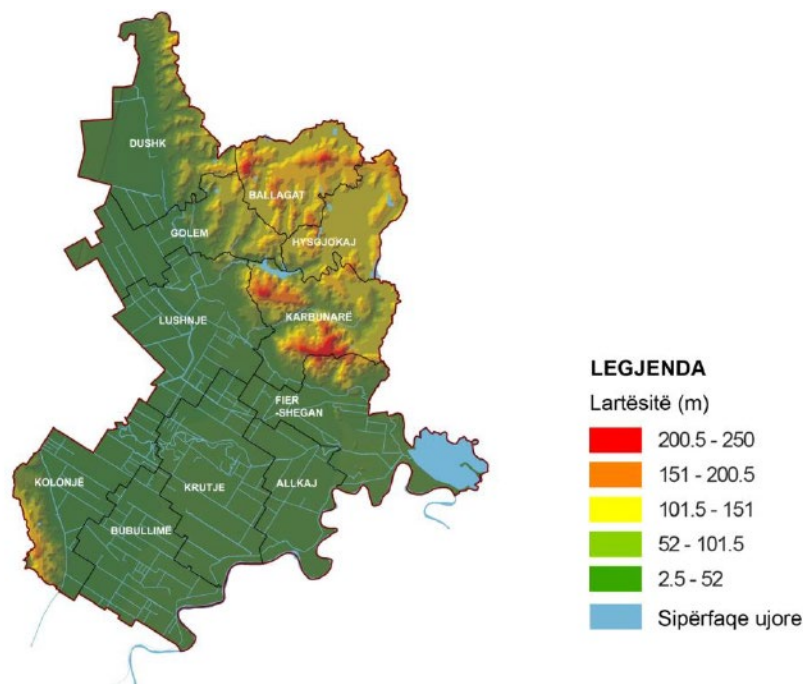 DUSHK
BALLAGAT
GOLEM
HYSGJOKAJ
LUSHNJE
KARBUNARË
FIER
-SHEGAN
KOLONJË
KRUTJE
ALLKAJ
BUBULLIMË
LEGJENDA
Lartësitë (m)
200.5 - 250
151 - 200.5
101.5 - 151
52 - 101.5
2.5 - 52
Sipërfaqe ujore